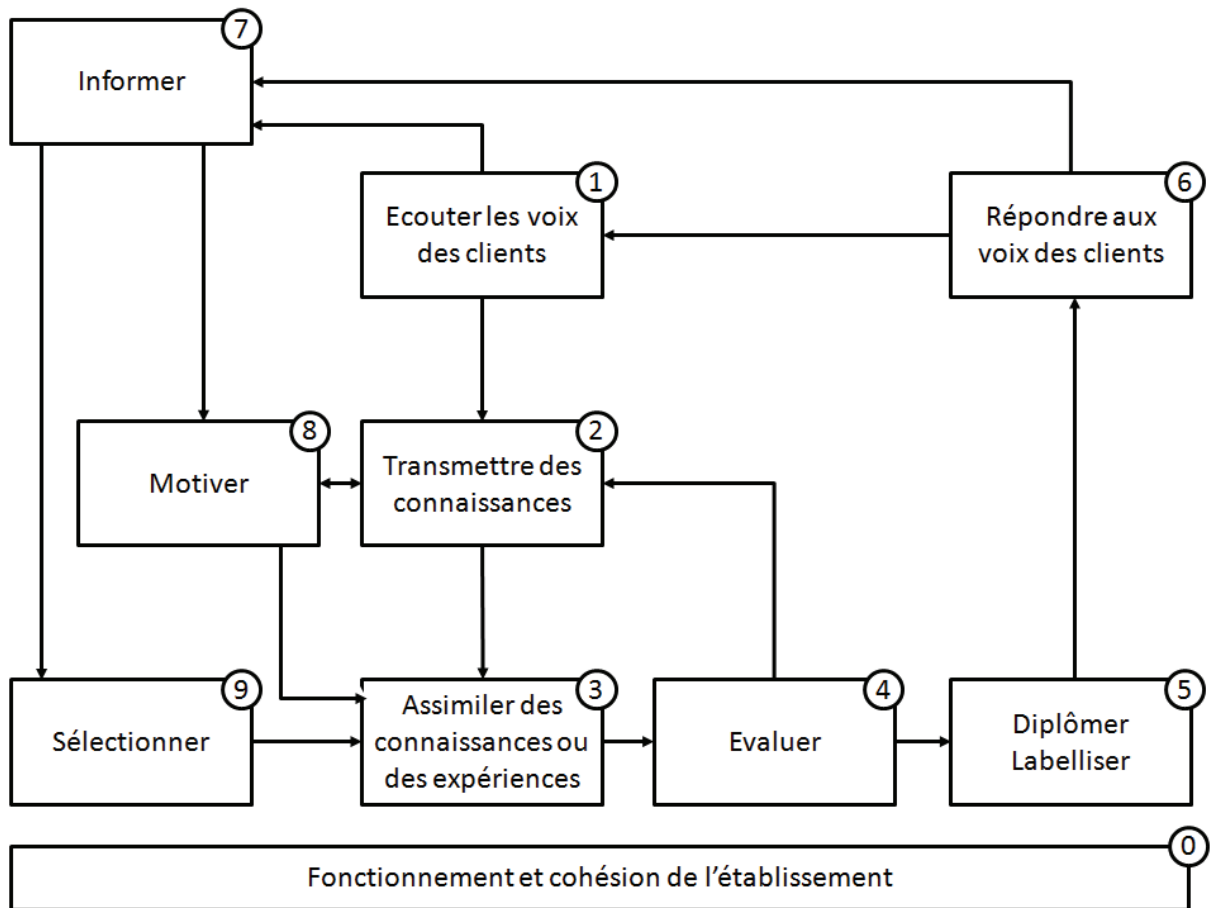 7
Informer
1
Ecouter les voix
des clients
6
Répondre aux
voix des clients
8
Motiver
2
Transmettre des
connaissances
9
Sélectionner
3
Assimiler des
connaissances ou
des expériences
4
Evaluer
5
Diplômer
Labelliser
0
Fonctionnement et cohésion de l'établissement